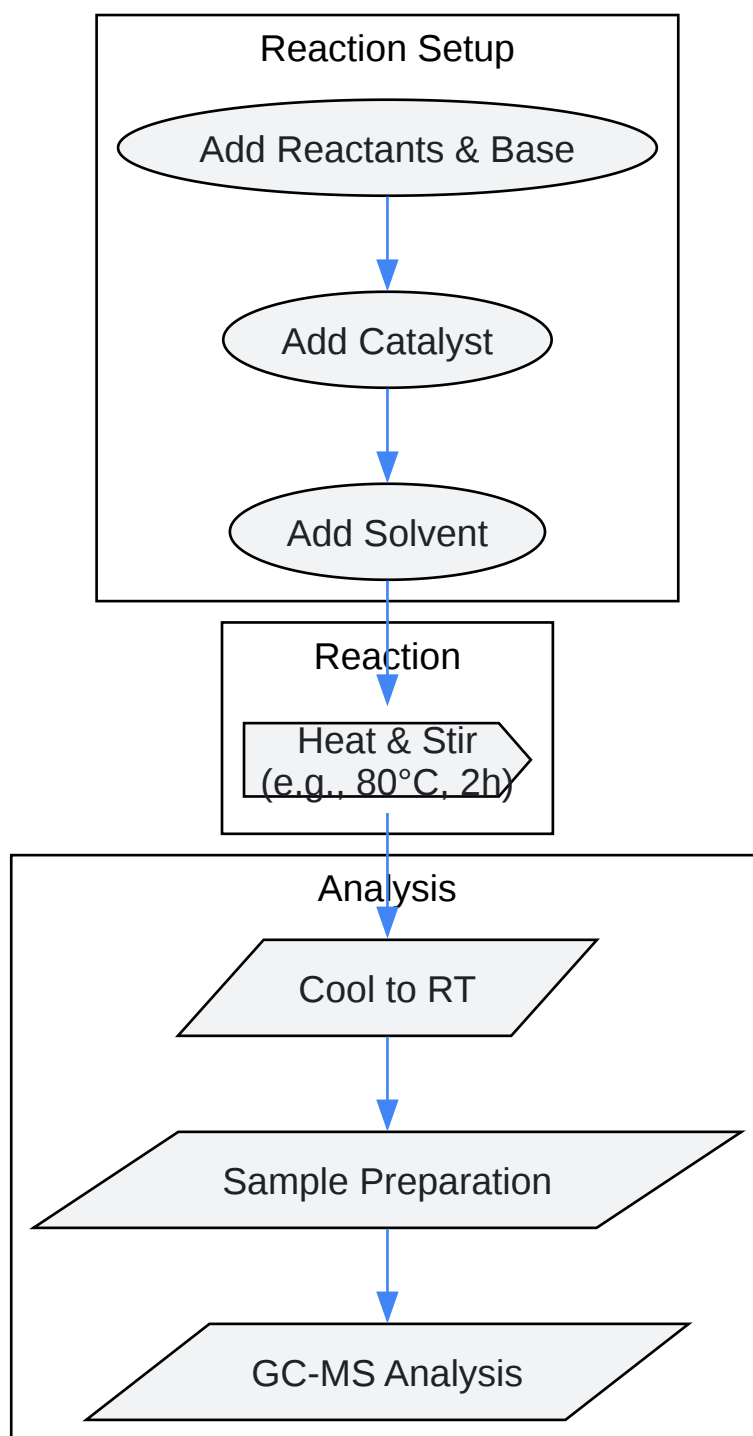 Reaction Setup
Add Reactants & Base
Add Catalyst
Add Solvent
Reaction
Heat & Stir
(e.g., 80°C, 2h)
Analysis
Cool to RT
Sample Preparation
GC-MS Analysis